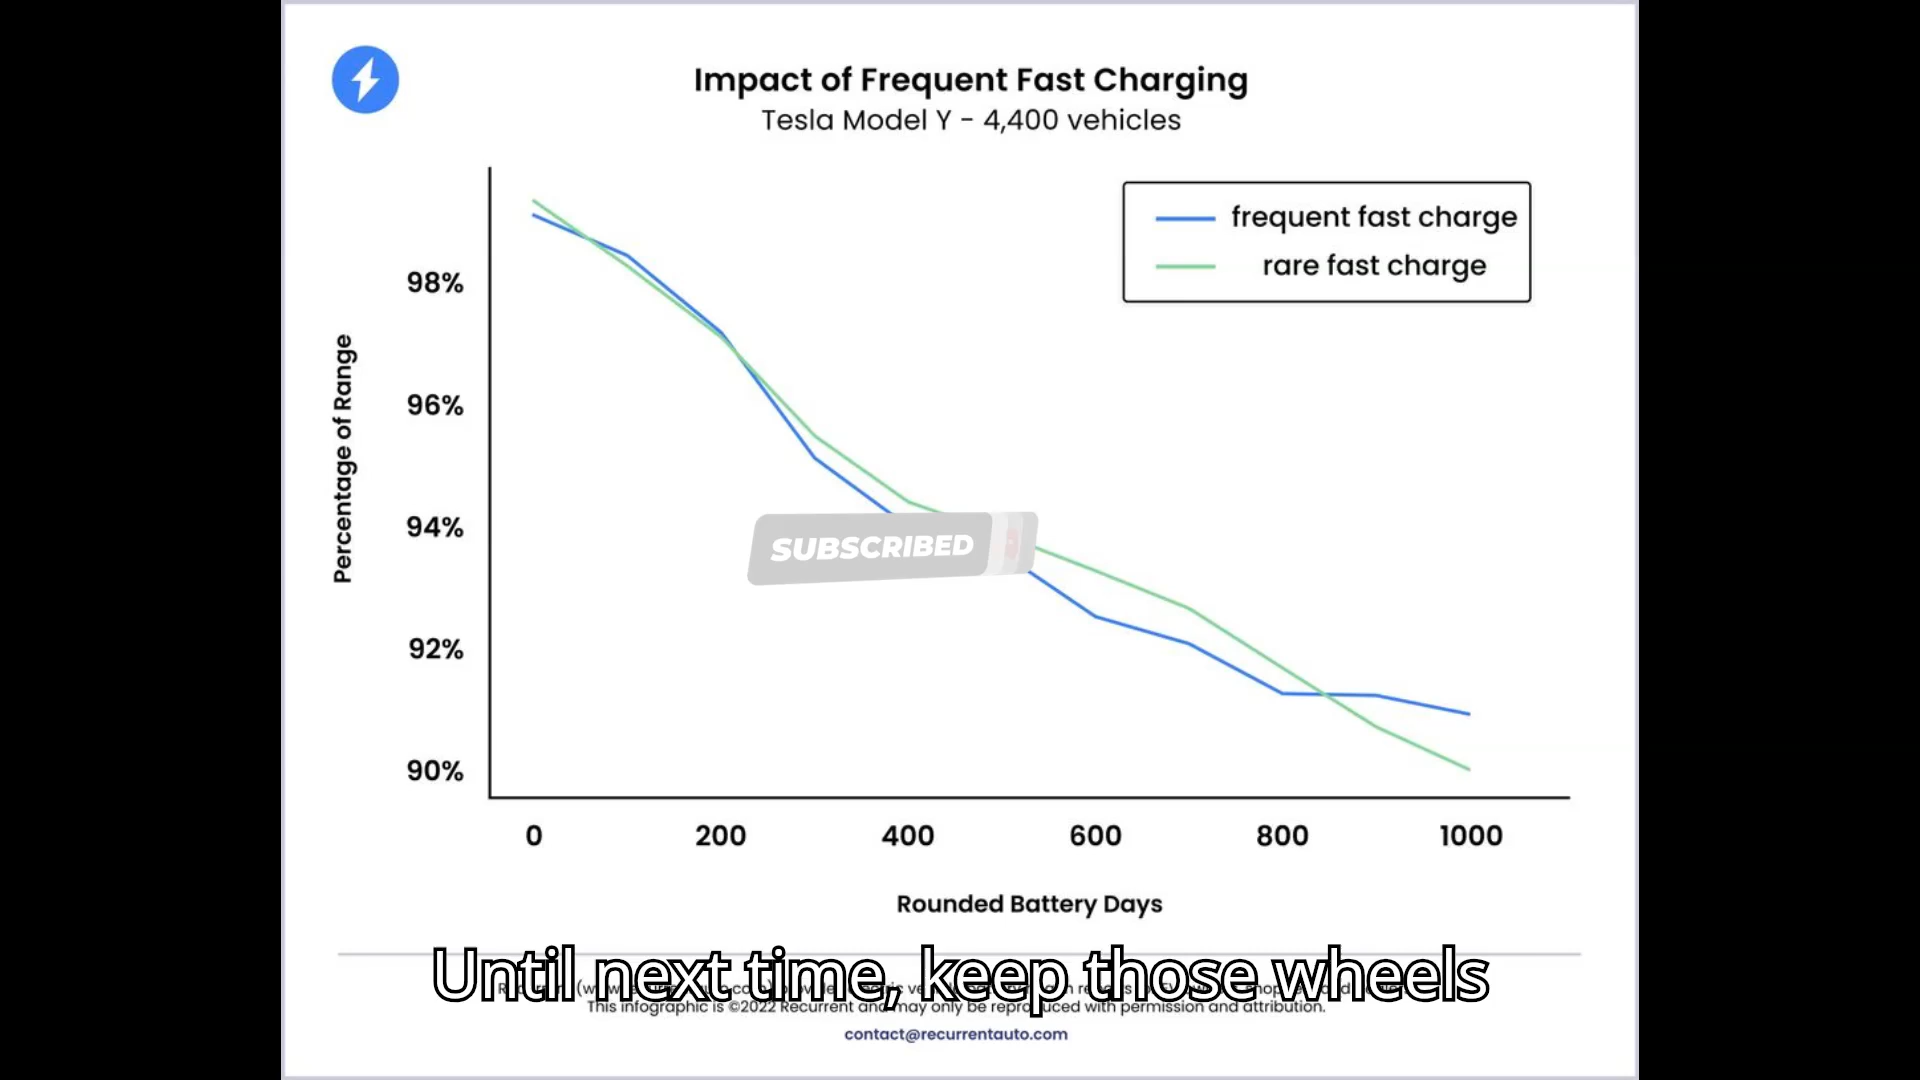 Impact of Frequent Fast Charging
Tesla Model Y - 4,400 vehicles
frequent fast charge
rare fast charge
98%
96%
94%
92%
90%
Percentage of Range
SUBSCRIBED
0 200 400 600 800 1000
Rounded Battery Days
Until next time, keep those wheels
This infographic is ©2022 Recurrent and may only be reproduced with permission and attribution.
contact@recurrentauto.com